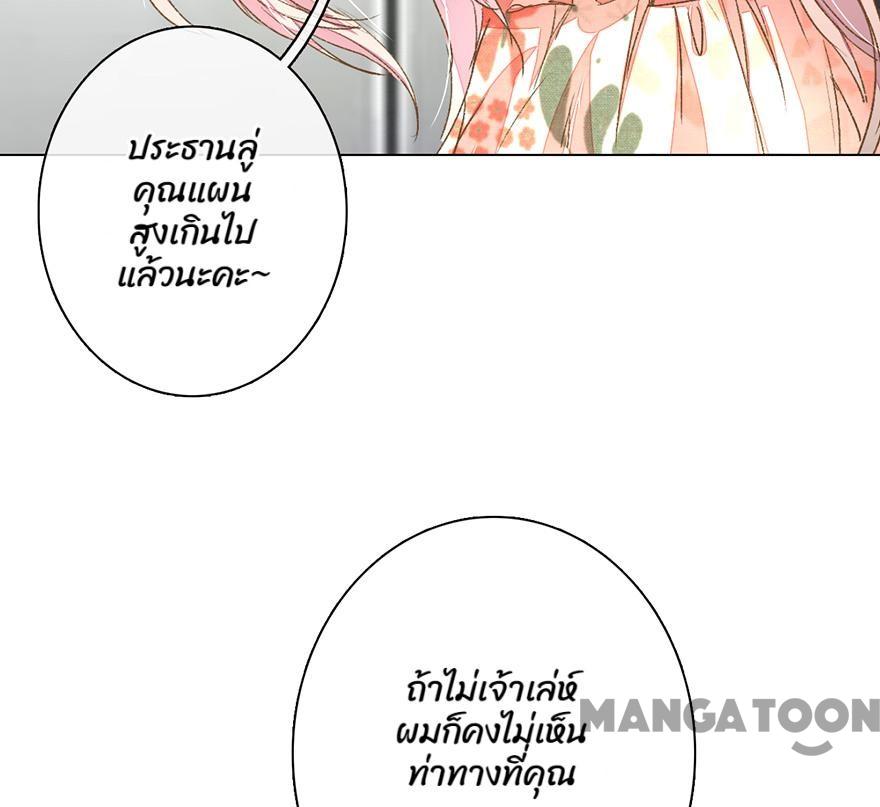 ประธานลู่
คุณแผน
สูงเกินไป
แล้วนะคะ~
ถ้าไม่เจ้าเล่ห์
ผมก็คงไม่เห็น
ท่าทางที่คุณ
MANGATOON